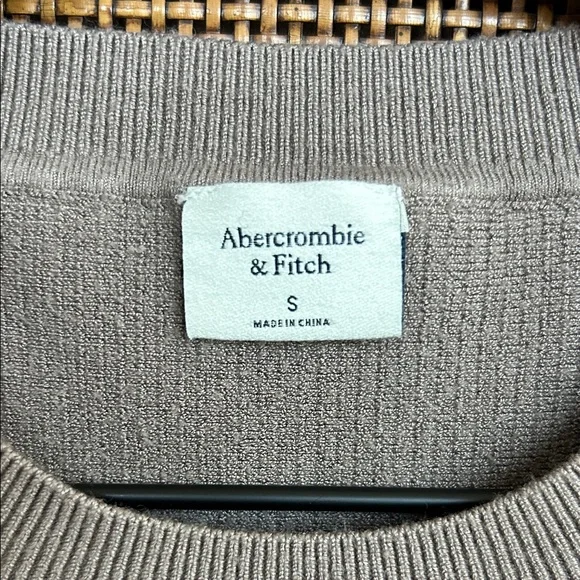 Abercrombie
& Fitch
S
MADE IN CHINA